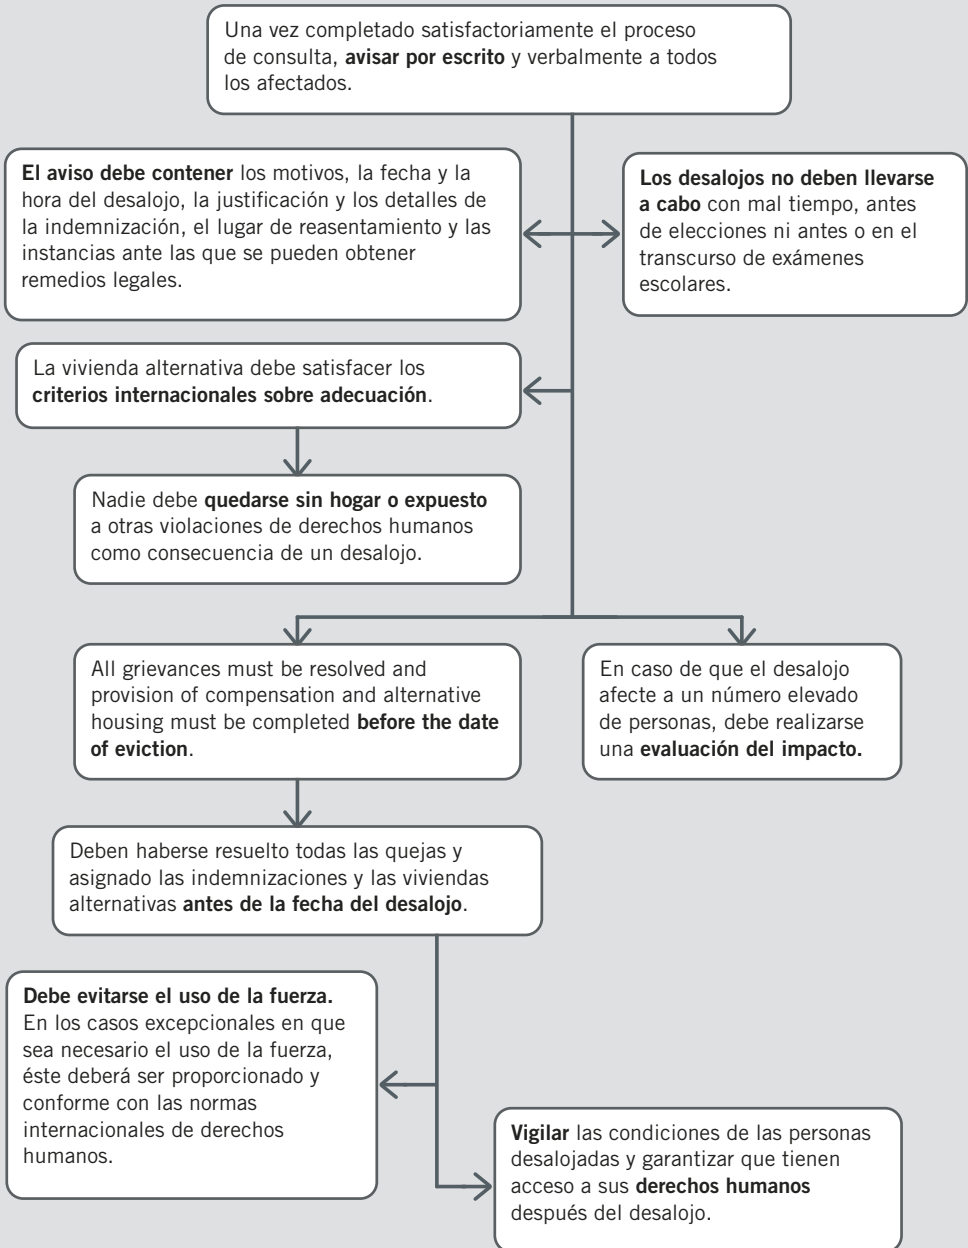 Una vez completado satisfactoriamente el proceso
de consulta, avisar por escrito y verbalmente a todos
los afectados.
El aviso debe contener los motivos, la fecha y la
hora del desalojo, la justificación y los detalles de
la indemnización, el lugar de reasentamiento y las
instancias ante las que se pueden obtener
remedios legales.
Los desalojos no deben llevarse
a cabo con mal tiempo, antes
de elecciones ni antes o en el
transcurso de exámenes
escolares.
La vivienda alternativa debe satisfacer los
criterios internacionales sobre adecuación.
Nadie debe quedarse sin hogar o expuesto
a otras violaciones de derechos humanos
como consecuencia de un desalojo.
All grievances must be resolved and
provision of compensation and alternative
housing must be completed before the date
of eviction.
En caso de que el desalojo
afecte a un número elevado
de personas, debe realizarse
una evaluación del impacto.
Deben haberse resuelto todas las quejas y
asignado las indemnizaciones y las viviendas
alternativas antes de la fecha del desalojo.
Debe evitarse el uso de la fuerza.
En los casos excepcionales en que
sea necesario el uso de la fuerza,
éste deberá ser proporcionado y
conforme con las normas
internacionales de derechos
humanos.
Vigilar las condiciones de las personas
desalojadas y garantizar que tienen
acceso a sus derechos humanos
después del desalojo.